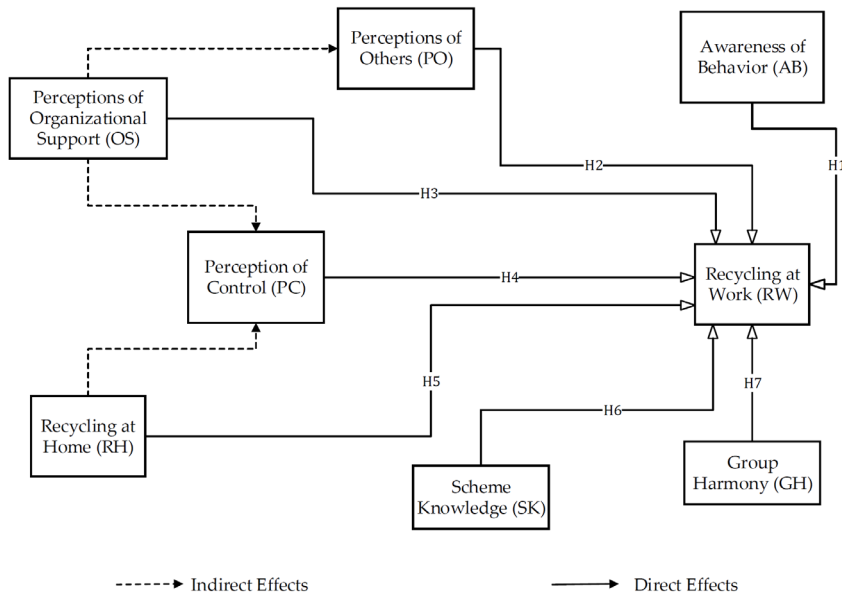 Perceptions of
Others (PO)
Awareness of
Behavior (AB)
Perceptions of
Organizational
Support (OS)
H1
H2
H3
Perception of
Control (PC)
H4
Recycling at
Work (RW)
H5
H6
H7
Recycling at
Home (RH)
Scheme
Knowledge (SK)
Group
Harmony (GH)
Indirect Effects
Direct Effects